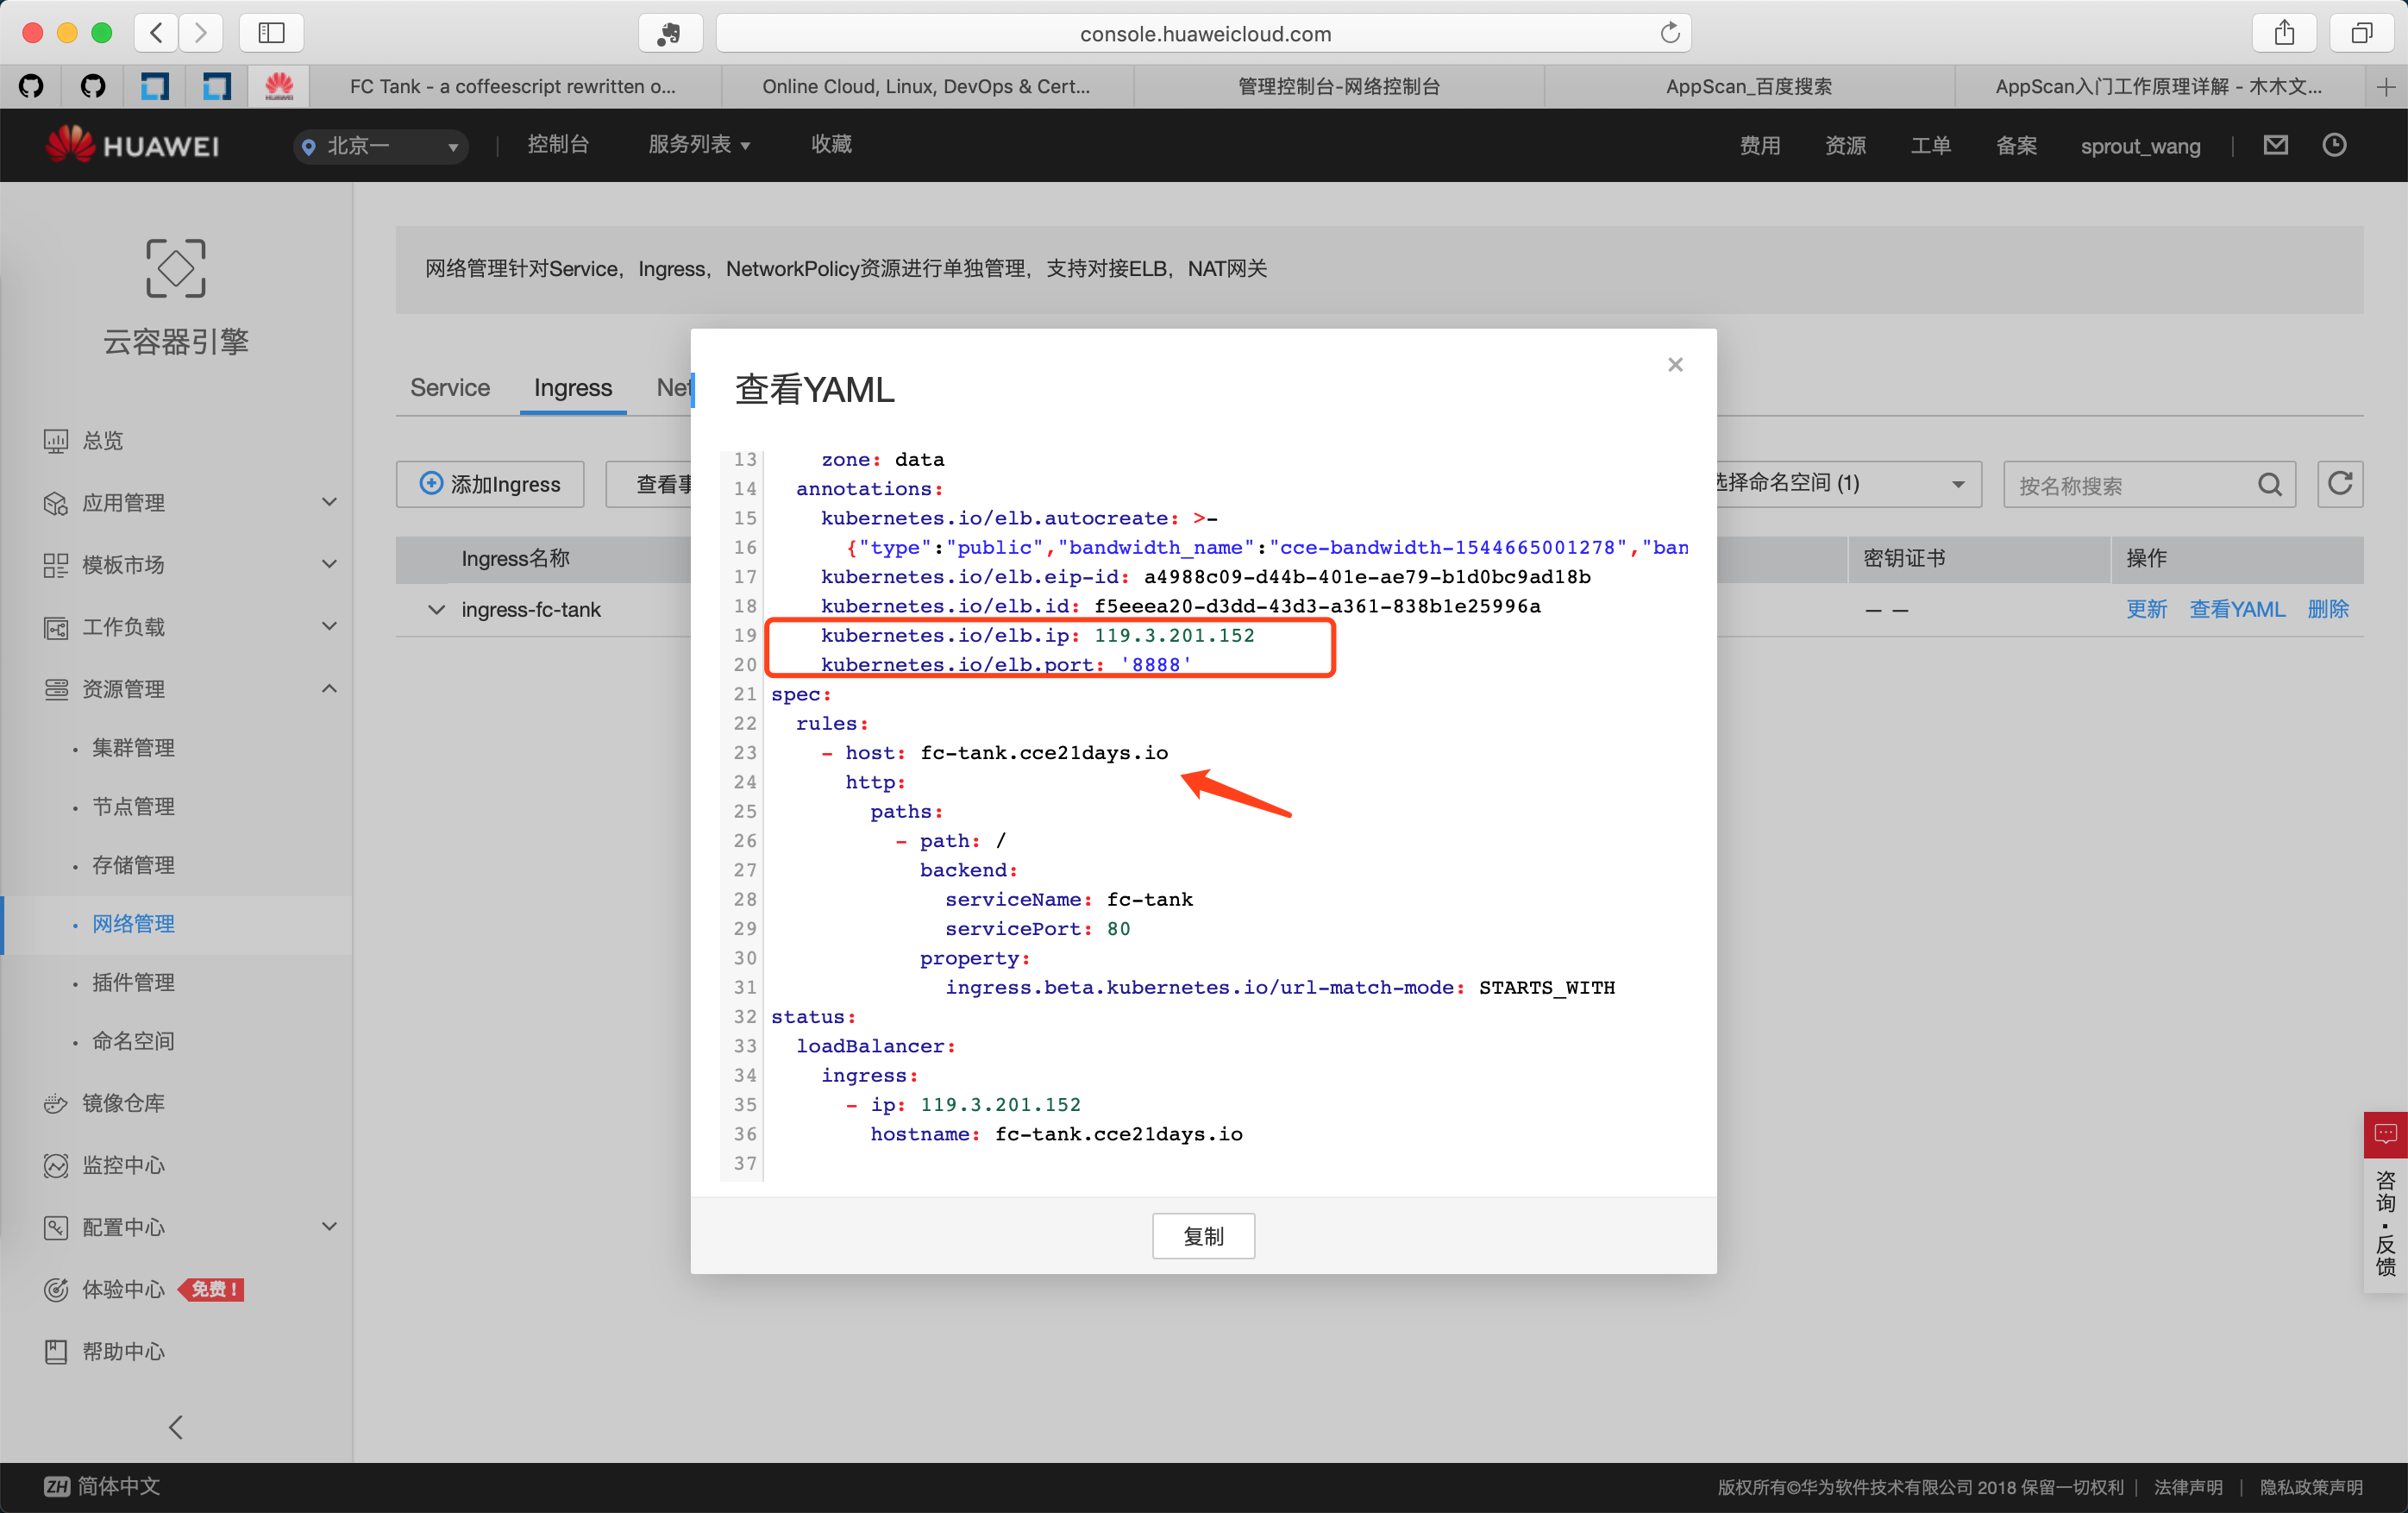 console.huaweicloud.com
FC Tank - a coffeescript rewritten o...
Online Cloud, Linux, DevOps & Cert...
管理控制台-网络控制台
AppScan_百度搜索
AppScan入门工作原理详解 - 木木文...
HUAWEI
北京一
控制台
服务列表
收藏
费用
资源
工单
备案
sprout_wang
云容器引擎
总览
应用管理
模板市场
工作负载
资源管理
集群管理
节点管理
存储管理
网络管理
插件管理
命名空间
镜像仓库
监控中心
配置中心
体验中心
免费！
帮助中心
网络管理针对Service，Ingress，NetworkPolicy资源进行单独管理，支持对接ELB，NAT网关
Service
Ingress
Net
添加Ingress
查看事
选择命名空间 (1)
按名称搜索
Ingress名称
密钥证书
操作
ingress-fc-tank
– –
更新
查看YAML
删除
查看YAML
13 zone: data
14 annotations:
15 kubernetes.io/elb.autocreate: >-
16 {"type":"public","bandwidth_name":"cce-bandwidth-1544665001278","ban
17 kubernetes.io/elb.eip-id: a4988c09-d44b-401e-ae79-b1d0bc9ad18b
18 kubernetes.io/elb.id: f5eeea20-d3dd-43d3-a361-838b1e25996a
19 kubernetes.io/elb.ip: 119.3.201.152
20 kubernetes.io/elb.port: '8888'
21 spec:
22 rules:
23 - host: fc-tank.cce21days.io
24 http:
25 paths:
26 - path: /
27 backend:
28 serviceName: fc-tank
29 servicePort: 80
30 property:
31 ingress.beta.kubernetes.io/url-match-mode: STARTS_WITH
32 status:
33 loadBalancer:
34 ingress:
35 - ip: 119.3.201.152
36 hostname: fc-tank.cce21days.io
37
复制
咨询·反馈
ZH 简体中文
版权所有©华为软件技术有限公司 2018 保留一切权利 | 法律声明 | 隐私政策声明